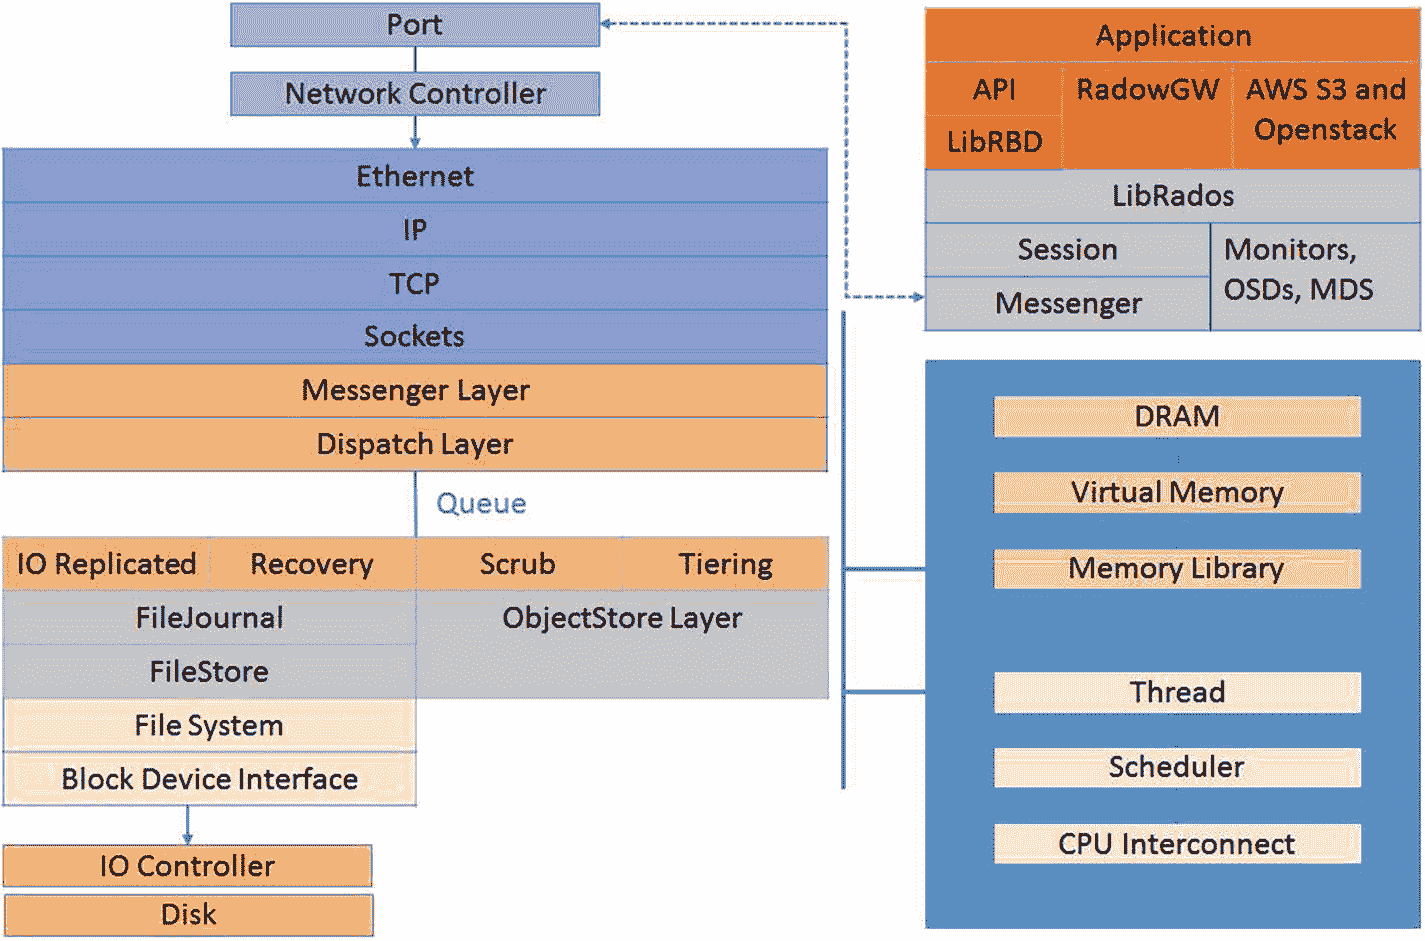 Port
Network Controller
Ethernet
IP
TCP
Sockets
Messenger Layer
Dispatch Layer
Queue
IO Replicated
Recovery
Scrub
Tiering
FileJournal
ObjectStore Layer
FileStore
File System
Block Device Interface
IO Controller
Disk
Application
API
LibRBD
RadowGW
AWS S3 and
Openstack
LibRados
Session
Messenger
Monitors,
OSDs, MDS
DRAM
Virtual Memory
Memory Library
Thread
Scheduler
CPU Interconnect